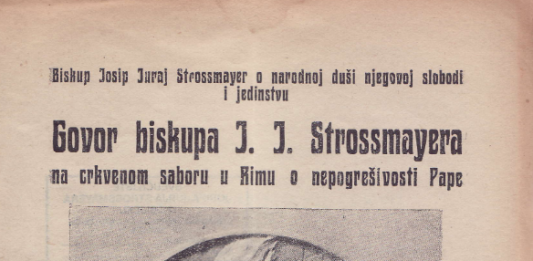 Biskup Josip Juraj Strossmayer o narodnoj duši njegovoj slobodi
i jedinstvu
Govor biskupa J. J. Strossmayera
na crkvenom saboru u Rimu o nepogrešivosti Pape